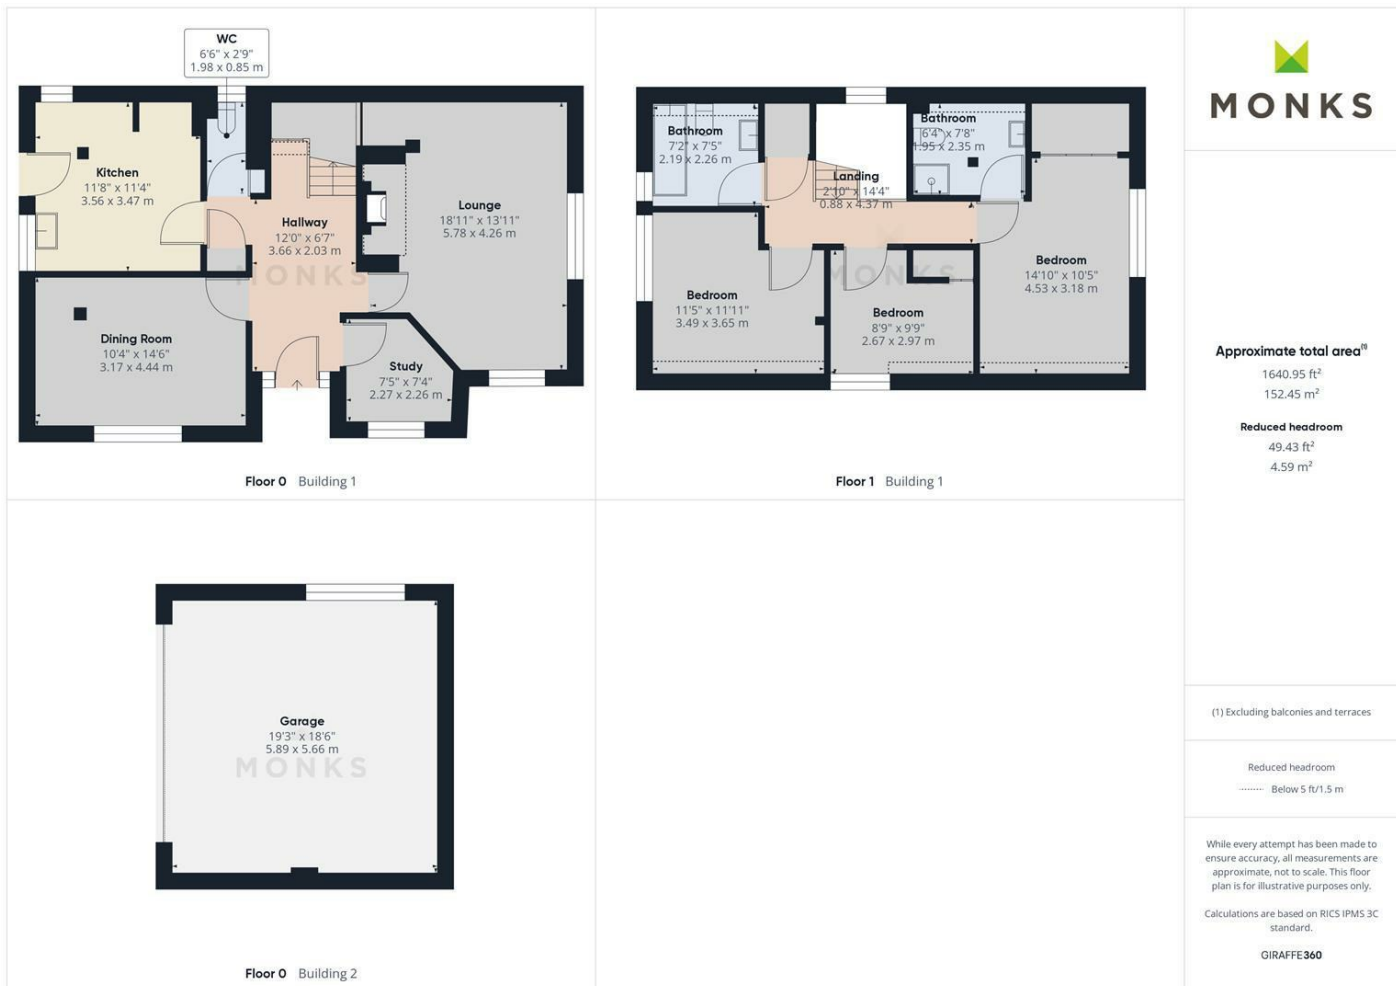 WC
6'6" x 2'9"
1.98 x 0.85 m
Kitchen
11'8" x 11'4"
3.56 x 3.47 m
Hallway
12'0" x 6'7"
3.66 x 2.03 m
Lounge
18'11" x 13'11"
5.78 x 4.26 m
MONKS
Dining Room
10'4" x 14'6"
3.17 x 4.44 m
Study
7'5" x 7'4"
2.27 x 2.26 m
Floor 0 Building 1
Bathroom
7'2" x 7'5"
2.19 x 2.26 m
Landing
2'10" x 14'4"
0.88 x 4.37 m
Bathroom
6'4" x 7'8"
1.95 x 2.35 m
Bedroom
14'10" x 10'5"
4.53 x 3.18 m
MONKS
Bedroom
11'5" x 11'11"
3.49 x 3.65 m
Bedroom
8'9" x 9'9"
2.67 x 2.97 m
Floor 1 Building 1
Garage
19'3" x 18'6"
5.89 x 5.66 m
MONKS
Floor 0 Building 2
MONKS
Approximate total area(1)
1640.95 ft²
152.45 m²
Reduced headroom
49.43 ft²
4.59 m²
(1) Excluding balconies and terraces
Reduced headroom
Below 5 ft/1.5 m
While every attempt has been made to
ensure accuracy, all measurements are
approximate, not to scale. This floor
plan is for illustrative purposes only.
Calculations are based on RICS IPMS 3C
standard.
GIRAFFE360